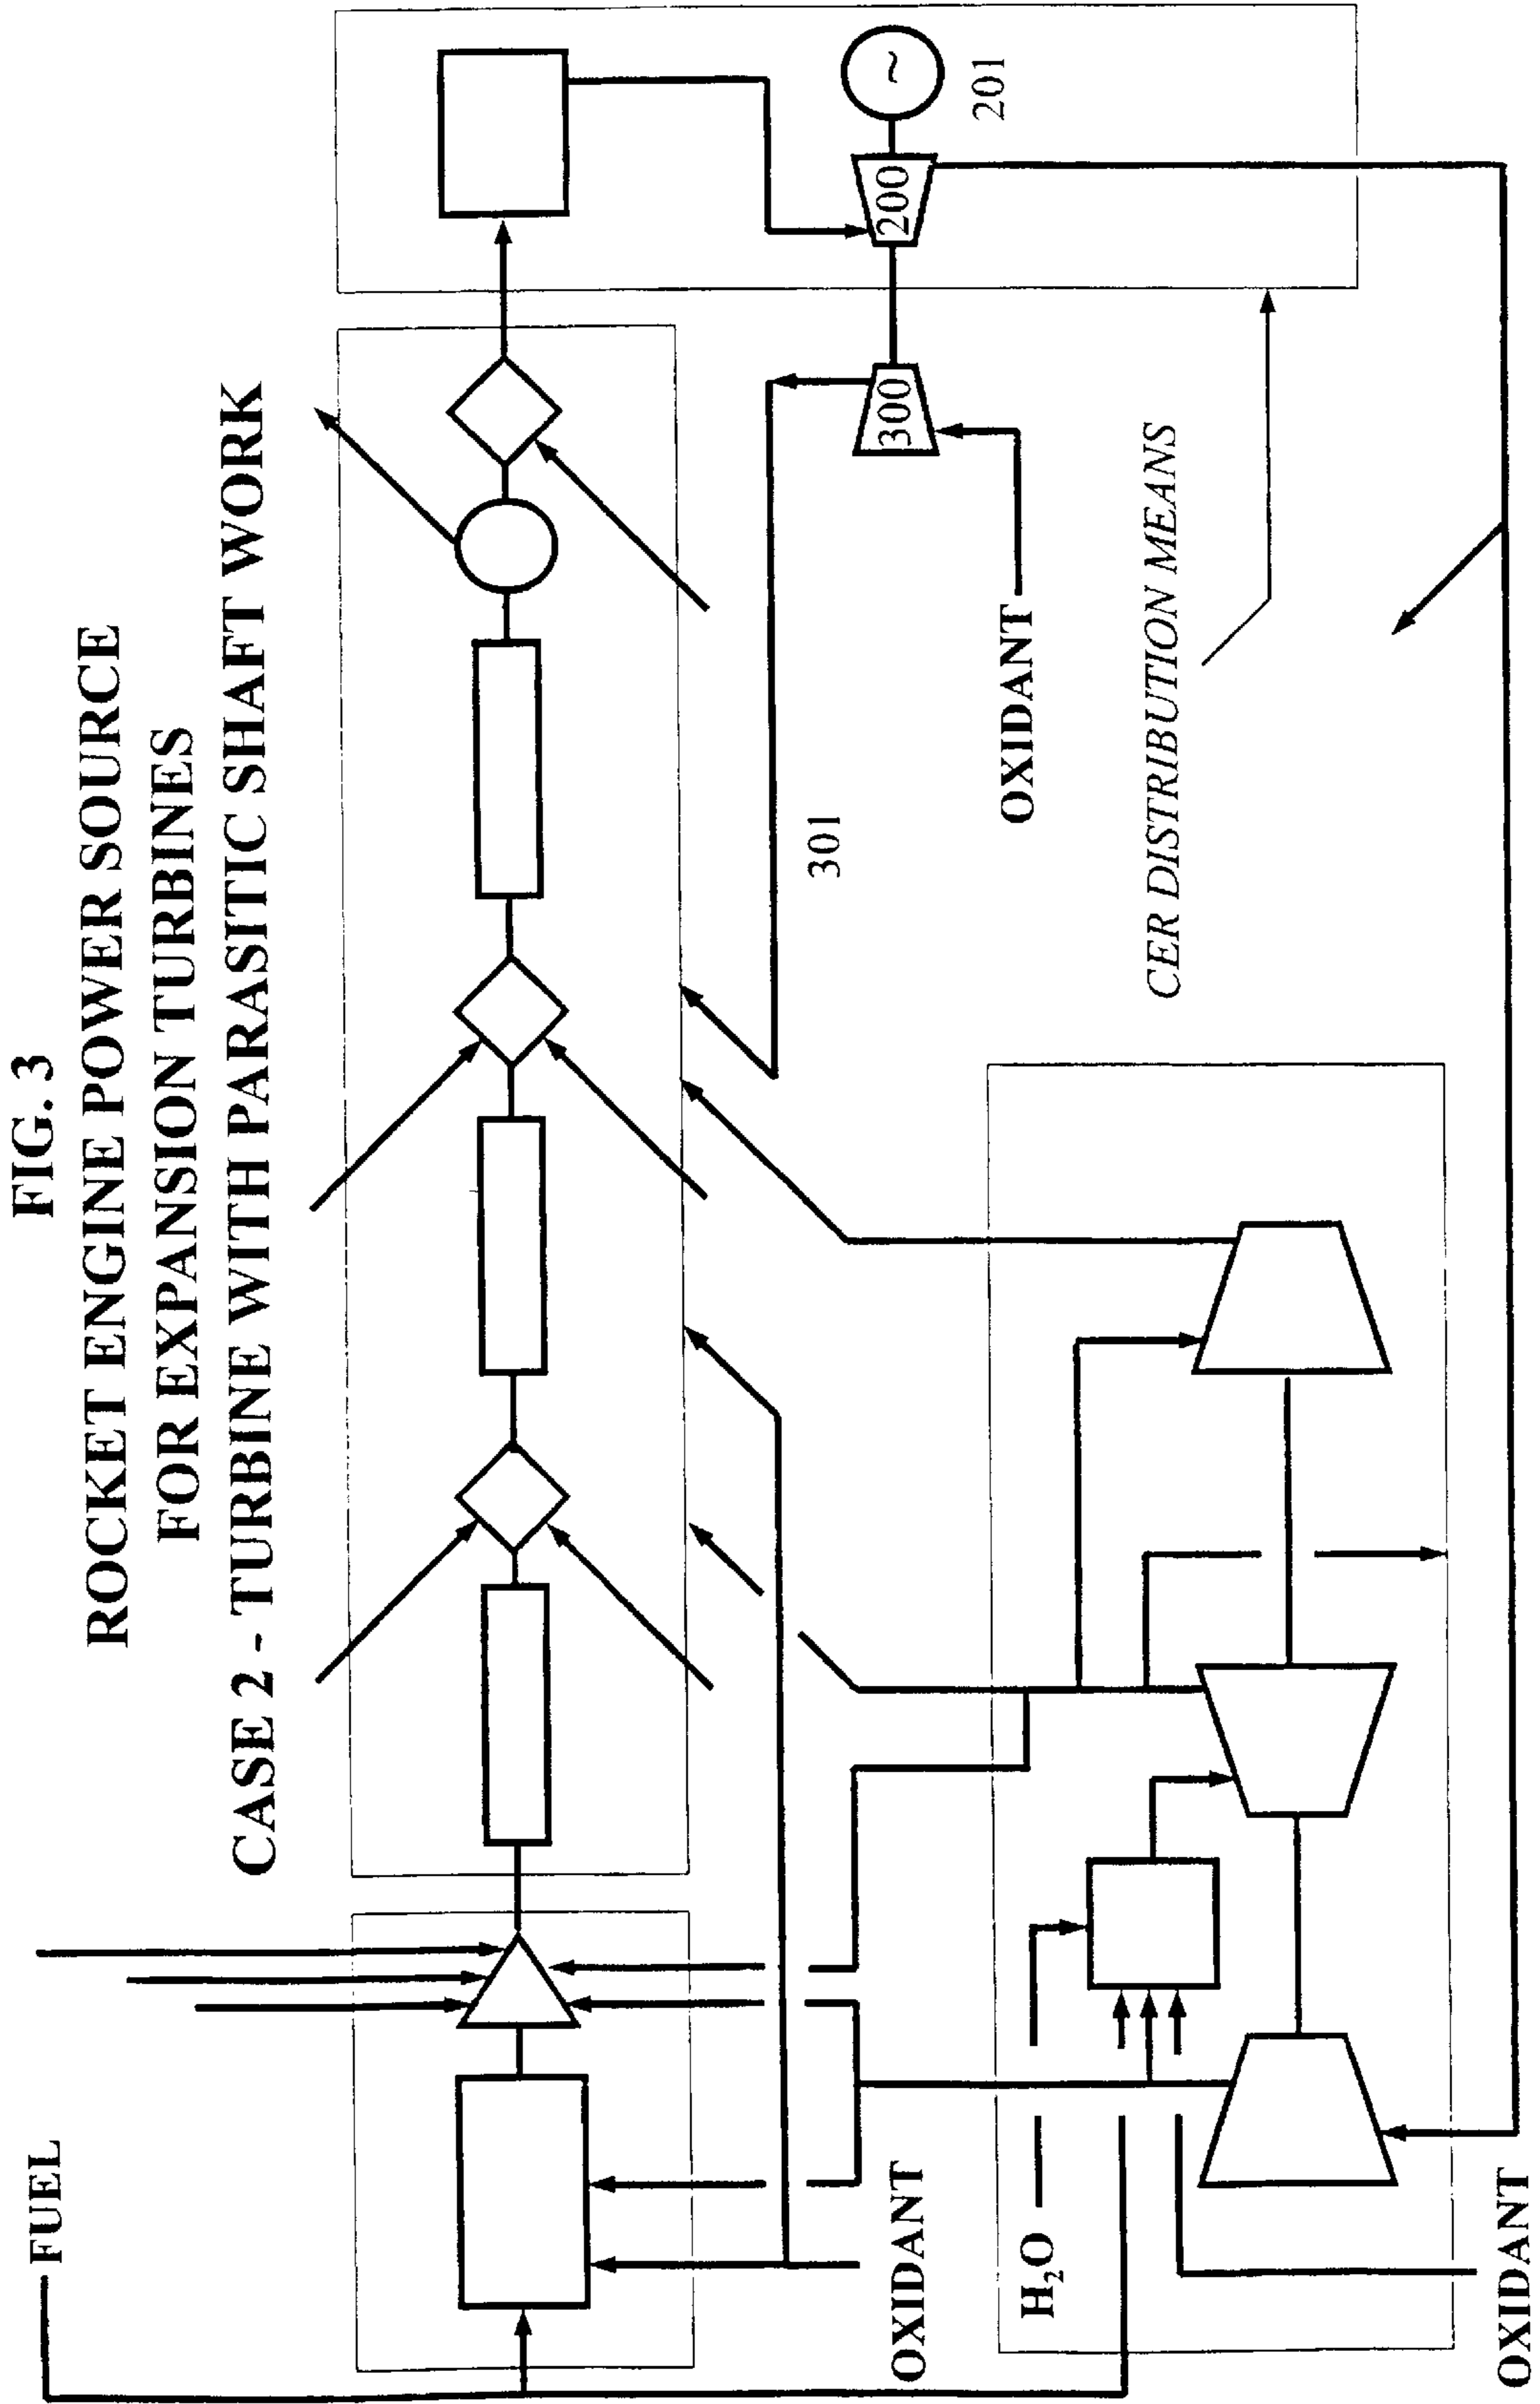 FIG. 3
ROCKET ENGINE POWER SOURCE
FOR EXPANSION TURBINES
CASE 2 - TURBINE WITH PARASITIC SHAFT WORK
FUEL
~
200
201
300
301
OXIDANT
CER DISTRIBUTION MEANS
OXIDANT
H₂O
OXIDANT